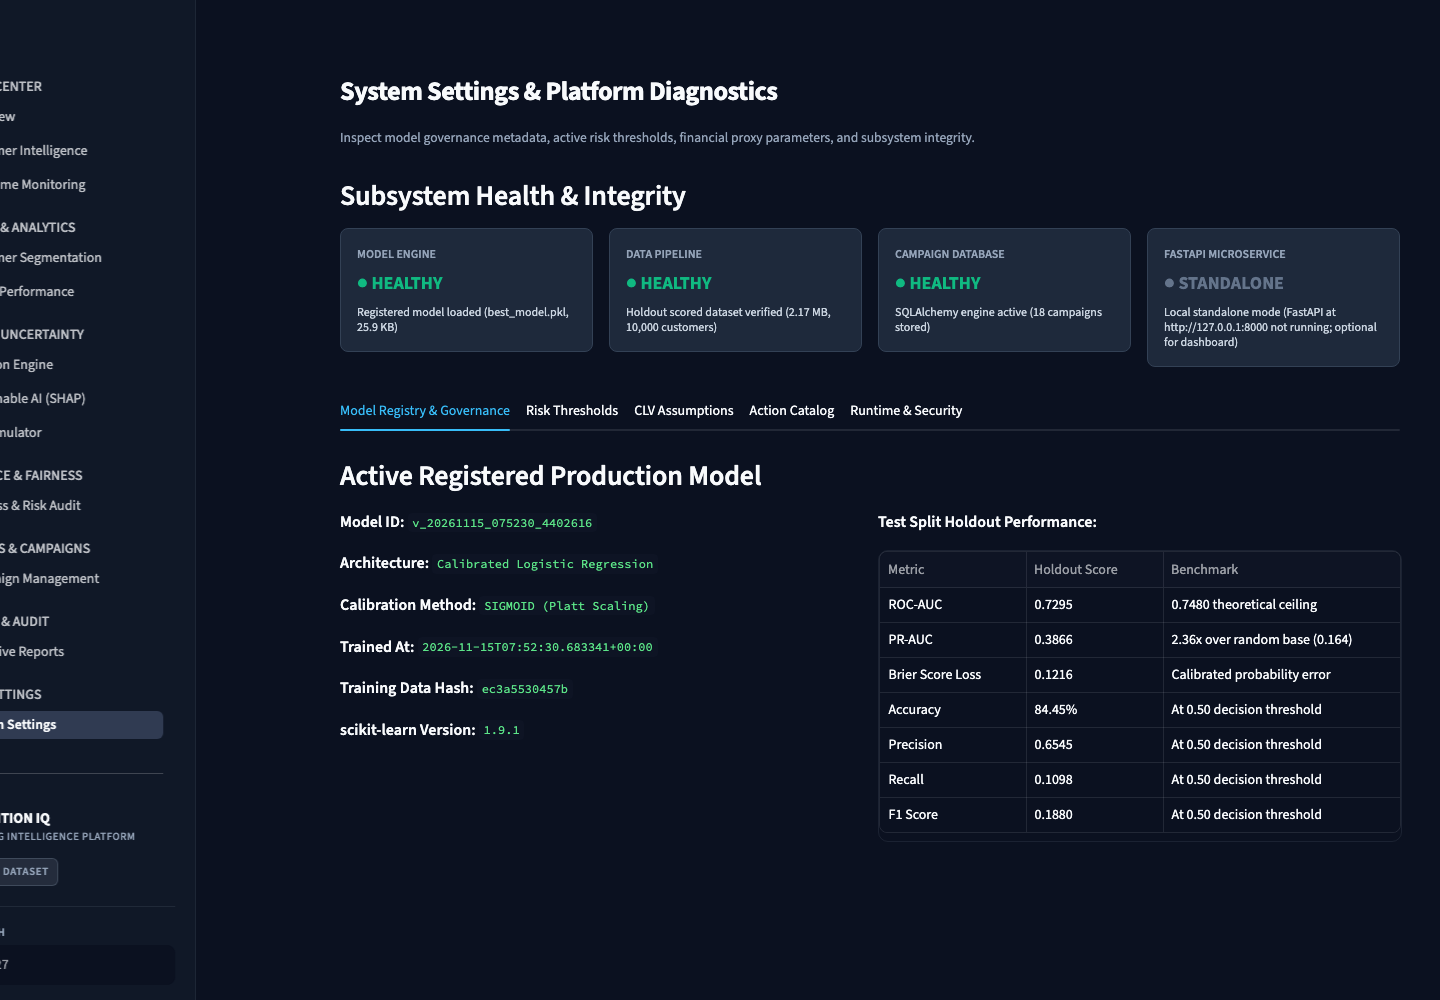 CENTER
ew
ner Intelligence
me Monitoring
& ANALYTICS
ner Segmentation
Performance
UNCERTAINTY
on Engine
nable AI (SHAP)
mulator
CE & FAIRNESS
ss & Risk Audit
S & CAMPAIGNS
aign Management
& AUDIT
ive Reports
TTINGS
n Settings
TION IQ
G INTELLIGENCE PLATFORM
DATASET
H
27
System Settings & Platform Diagnostics
Inspect model governance metadata, active risk thresholds, financial proxy parameters, and subsystem integrity.
Subsystem Health & Integrity
MODEL ENGINE
HEALTHY
Registered model loaded (best_model.pkl,
25.9 KB)
DATA PIPELINE
HEALTHY
Holdout scored dataset verified (2.17 MB,
10,000 customers)
CAMPAIGN DATABASE
HEALTHY
SQLAlchemy engine active (18 campaigns
stored)
FASTAPI MICROSERVICE
STANDALONE
Local standalone mode (FastAPI at
http://127.0.0.1:8000 not running; optional
for dashboard)
Model Registry & Governance Risk Thresholds CLV Assumptions Action Catalog Runtime & Security
Active Registered Production Model
Model ID: v_20261115_075230_4402616
Architecture: Calibrated Logistic Regression
Calibration Method: SIGMOID (Platt Scaling)
Trained At: 2026-11-15T07:52:30.683341+00:00
Training Data Hash: ec3a5530457b
scikit-learn Version: 1.9.1
Test Split Holdout Performance:
Metric Holdout Score Benchmark
ROC-AUC 0.7295 0.7480 theoretical ceiling
PR-AUC 0.3866 2.36x over random base (0.164)
Brier Score Loss 0.1216 Calibrated probability error
Accuracy 84.45% At 0.50 decision threshold
Precision 0.6545 At 0.50 decision threshold
Recall 0.1098 At 0.50 decision threshold
F1 Score 0.1880 At 0.50 decision threshold